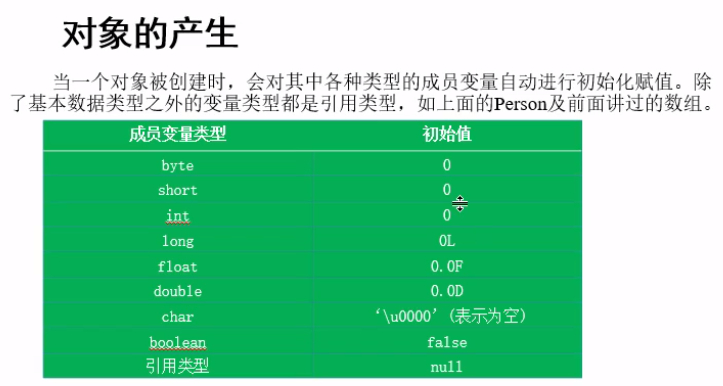 对象的产生
当一个对象被创建时，会对其中各种类型的成员变量自动进行初始化赋值。除
了基本数据类型之外的变量类型都是引用类型，如上面的Person及前面讲过的数组。
成员变量类型 初始值
byte 0
short 0
int 0
long 0L
float 0.0F
double 0.0D
char ‘\u0000’(表示为空)
boolean false
引用类型 null